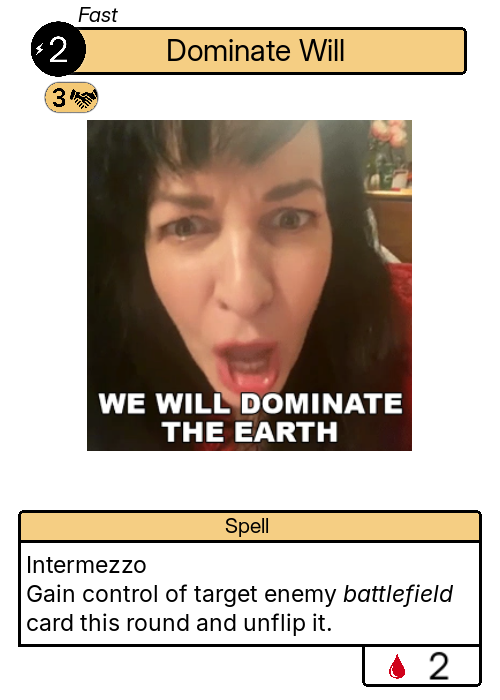 Fast
2
Dominate Will
3
WE WILL DOMINATE
THE EARTH
Spell
Intermezzo
Gain control of target enemy battlefield
card this round and unflip it.
2